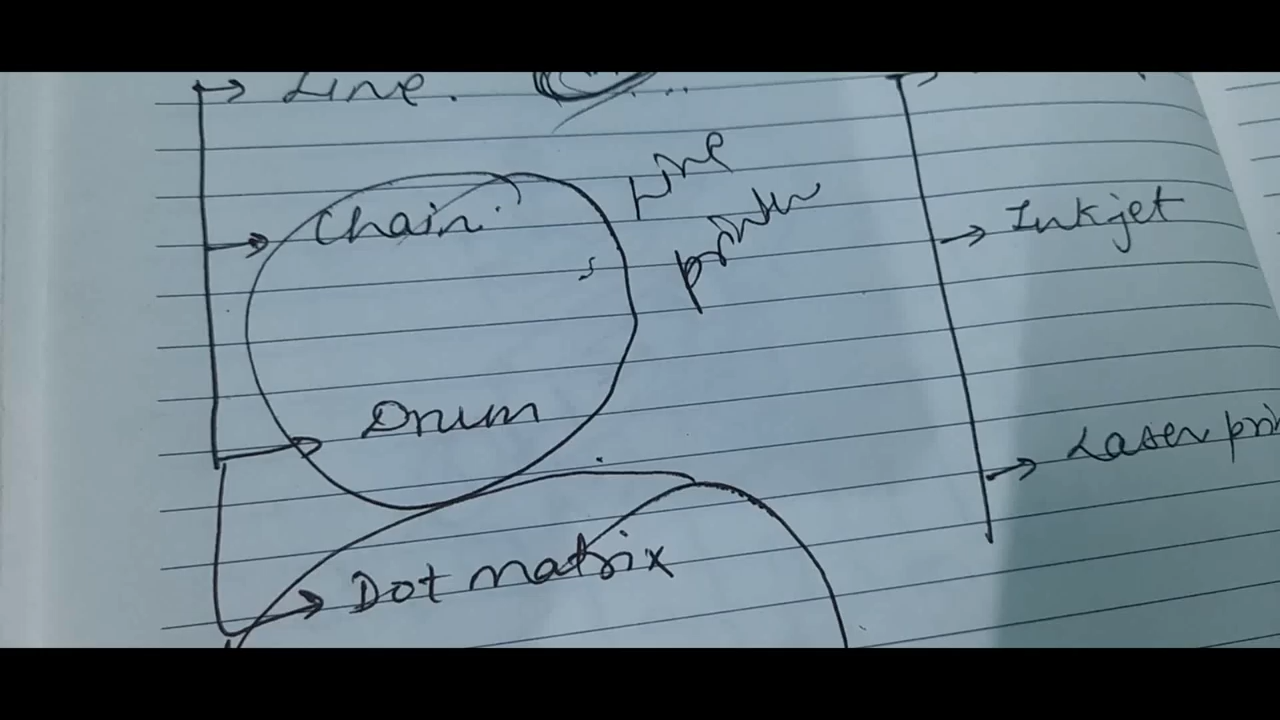 Line.
Chain.
Line
printer
Drum
Dot matrix
Inkjet
Laser pri